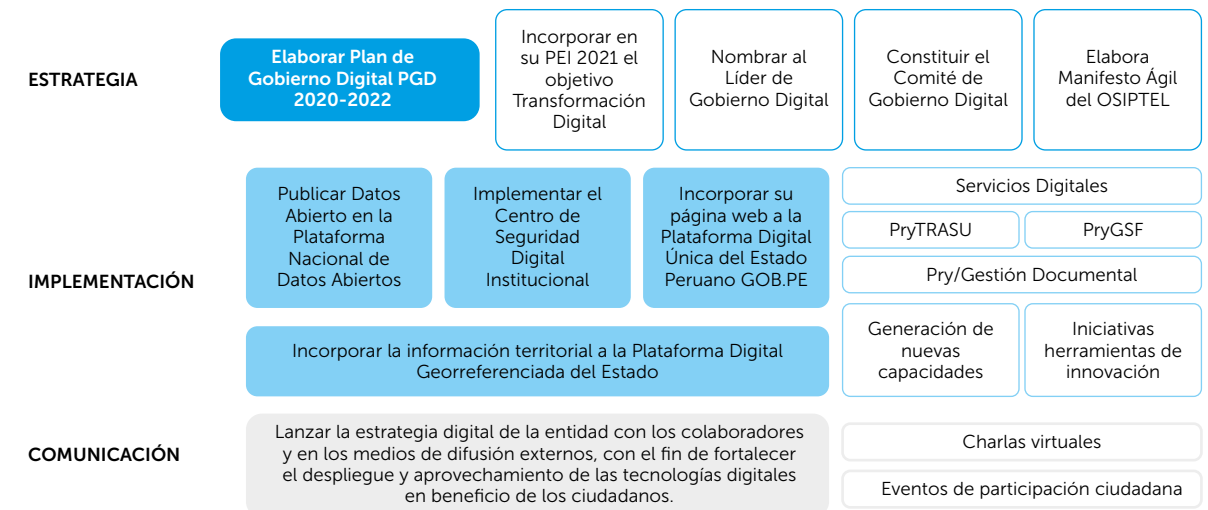 ESTRATEGIA
Elaborar Plan de
Gobierno Digital PGD
2020-2022
Incorporar en
su PEI 2021 el
objetivo
Transformación
Digital
Nombrar al
Líder de
Gobierno Digital
Constituir el
Comité de
Gobierno Digital
Elabora
Manifesto Ágil
del OSIPTEL
IMPLEMENTACIÓN
Publicar Datos
Abierto en la
Plataforma
Nacional de
Datos Abiertos
Implementar el
Centro de
Seguridad
Digital
Institucional
Incorporar su
página web a la
Plataforma Digital
Única del Estado
Peruano GOB.PE
Incorporar la información territorial a la Plataforma Digital
Georreferenciada del Estado
Servicios Digitales
PryTRASU
PryGSF
Pry/Gestión Documental
Generación de
nuevas
capacidades
Iniciativas
herramientas de
innovación
COMUNICACIÓN
Lanzar la estrategia digital de la entidad con los colaboradores
y en los medios de difusión externos, con el fin de fortalecer
el despliegue y aprovechamiento de las tecnologías digitales
en beneficio de los ciudadanos.
Charlas virtuales
Eventos de participación ciudadana